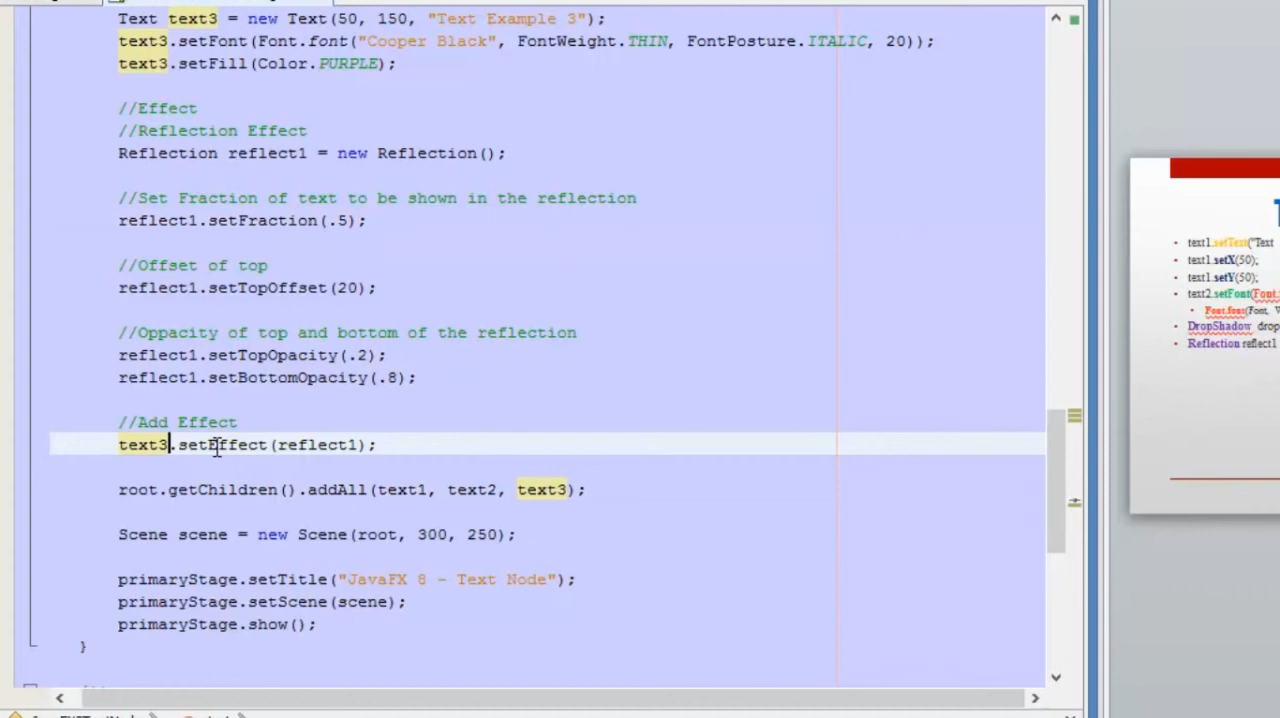 Text text3 = new Text(50, 150, "Text Example 3");
text3.setFont(Font.font("Cooper Black", FontWeight.THIN, FontPosture.ITALIC, 20));
text3.setFill(Color.PURPLE);
//Effect
//Reflection Effect
Reflection reflect1 = new Reflection();
//Set Fraction of text to be shown in the reflection
reflect1.setFraction(.5);
//Offset of top
reflect1.setTopOffset(20);
//Oppacity of top and bottom of the reflection
reflect1.setTopOpacity(.2);
reflect1.setBottomOpacity(.8);
//Add Effect
text3.setEffect(reflect1);
root.getChildren().addAll(text1, text2, text3);
Scene scene = new Scene(root, 300, 250);
primaryStage.setTitle("JavaFX 8 - Text Node");
primaryStage.setScene(scene);
primaryStage.show();
}
• text1.setText("Text
• text1.setX(50);
• text1.setY(50);
• text2.setFont(Font.
• Font.font(Font,
• DropShadow drop
• Reflection reflect1